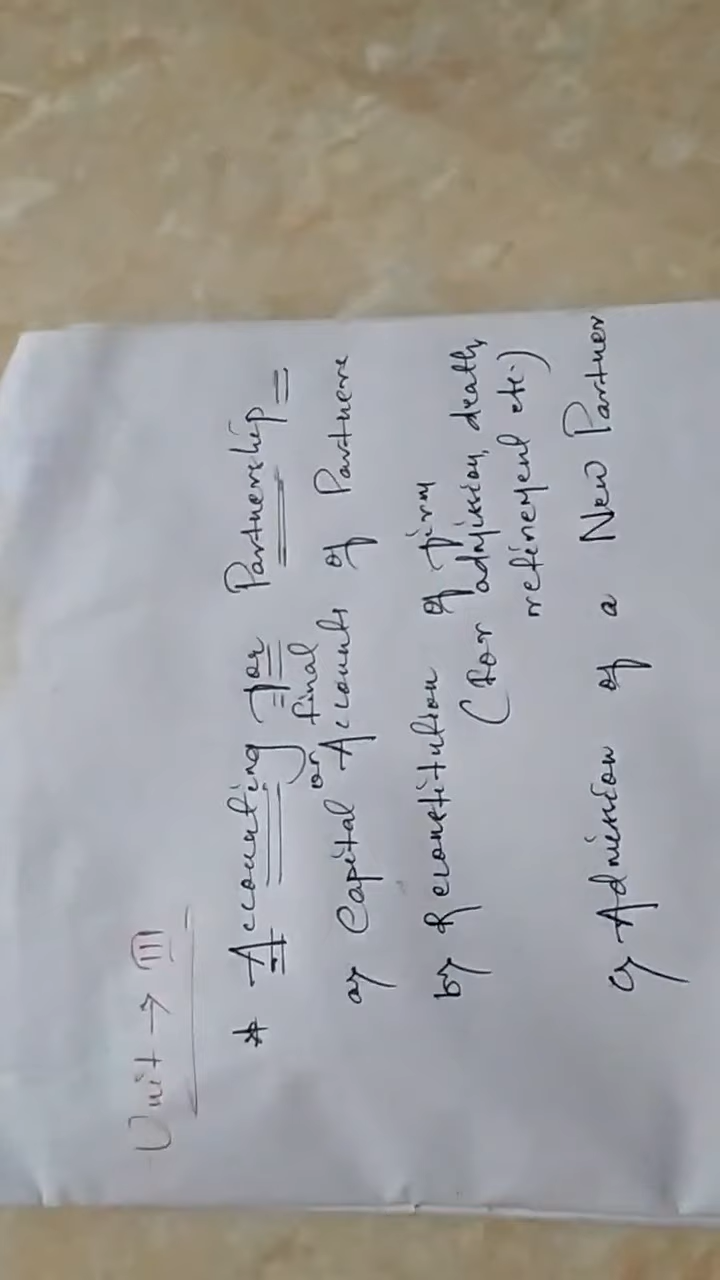 Unit → III
* Accounting for Partnership =
or final
a) Capital Accounts of Partners
b) Reconstitution of firm
(for admission, death,
retirement etc.)
c) Admission of a New Partner